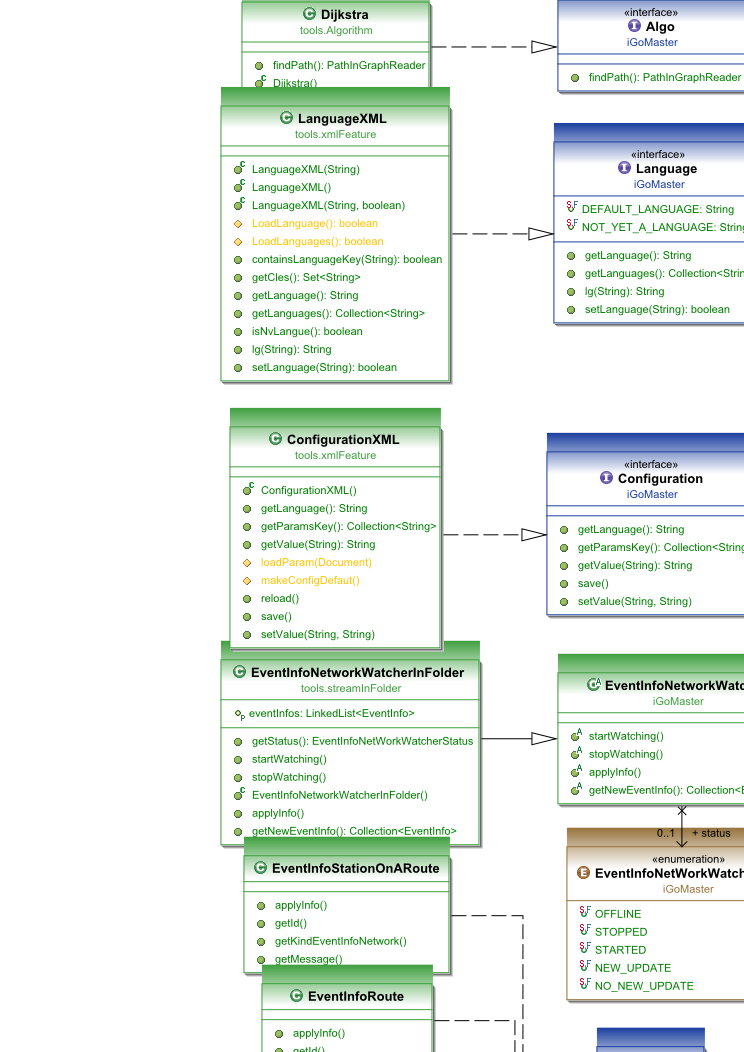 Dijkstra
tools.Algorithm
findPath(): PathInGraphReader
Dijkstra()
«interface»
Algo
iGoMaster
findPath(): PathInGraphReader
LanguageXML
tools.xmlFeature
LanguageXML(String)
LanguageXML()
LanguageXML(String, boolean)
LoadLanguage(): boolean
LoadLanguages(): boolean
containsLanguageKey(String): boolean
getCles(): Set<String>
getLanguage(): String
getLanguages(): Collection<String>
isNvLangue(): boolean
lg(String): String
setLanguage(String): boolean
«interface»
Language
iGoMaster
DEFAULT_LANGUAGE: String
NOT_YET_A_LANGUAGE: String
getLanguage(): String
getLanguages(): Collection<Strin
lg(String): String
setLanguage(String): boolean
ConfigurationXML
tools.xmlFeature
ConfigurationXML()
getLanguage(): String
getParamsKey(): Collection<String>
getValue(String): String
loadParam(Document)
makeConfigDefaut()
reload()
save()
setValue(String, String)
«interface»
Configuration
iGoMaster
getLanguage(): String
getParamsKey(): Collection<String
getValue(String): String
save()
setValue(String, String)
EventInfoNetworkWatcherInFolder
tools.streamInFolder
eventInfos: LinkedList<EventInfo>
getStatus(): EventInfoNetWorkWatcherStatus
startWatching()
stopWatching()
EventInfoNetworkWatcherInFolder()
applyInfo()
getNewEventInfo(): Collection<EventInfo>
EventInfoNetworkWatc
iGoMaster
startWatching()
stopWatching()
applyInfo()
getNewEventInfo(): Collection<E
0..1 + status
«enumeration»
EventInfoNetWorkWatch
iGoMaster
OFFLINE
STOPPED
STARTED
NEW_UPDATE
NO_NEW_UPDATE
EventInfoStationOnARoute
applyInfo()
getId()
getKindEventInfoNetwork()
getMessage()
EventInfoRoute
applyInfo()
getId()